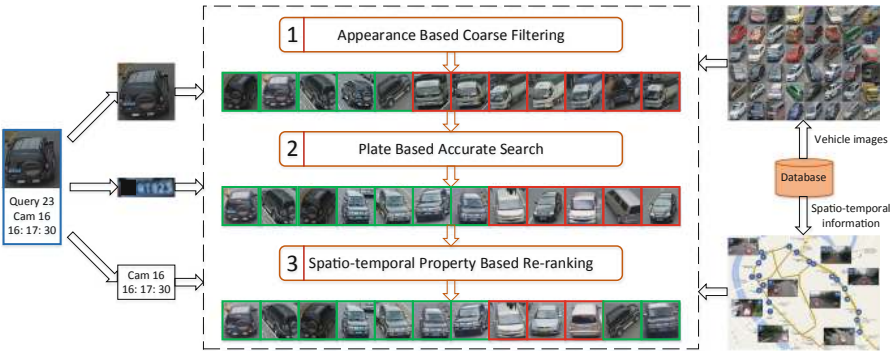 1 Appearance Based Coarse Filtering
2 Plate Based Accurate Search
3 Spatio-temporal Property Based Re-ranking
Query 23
Cam 16
16: 17: 30
Cam 16
16: 17: 30
Vehicle images
Database
Spatio-temporal
information